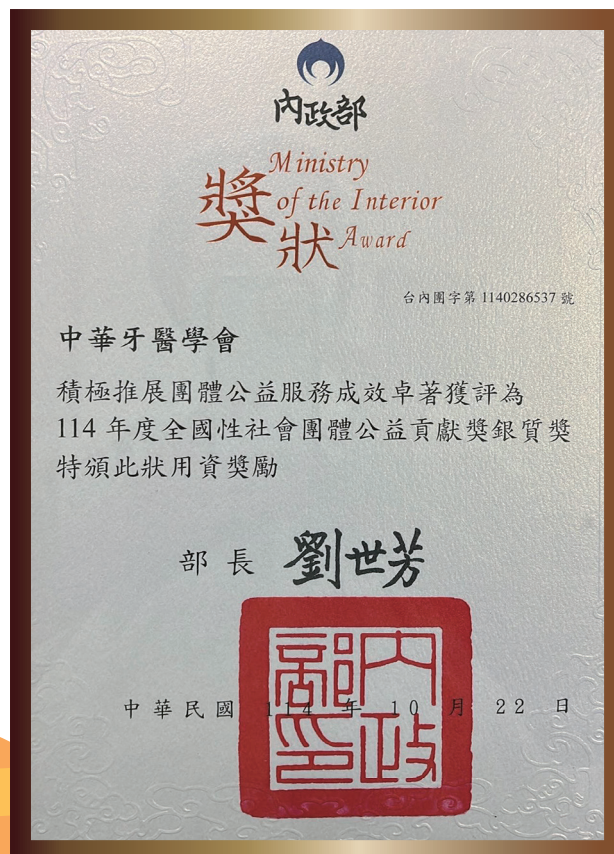 內政部
獎狀
Ministry
of the Interior
Award
台內團字第 1140286537 號
中華牙醫學會
積極推展團體公益服務成效卓著獲評為
114 年度全國性社會團體公益貢獻獎銀質獎
特頒此狀用資獎勵
部長 劉世芳
內政部印
中華民國 114 年 10 月 22 日